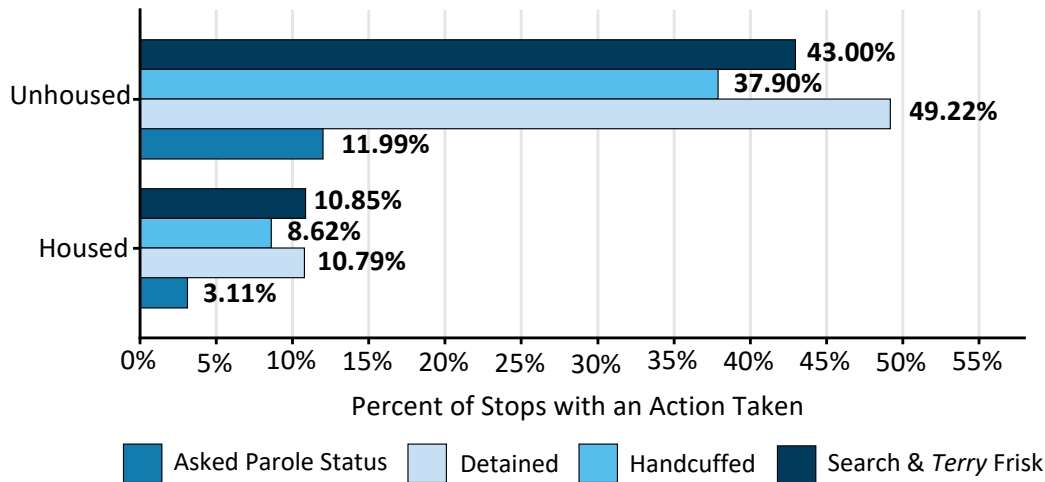 43.00%
Unhoused
37.90%
49.22%
11.99%
10.85%
Housed
8.62%
10.79%
3.11%
0% 5% 10% 15% 20% 25% 30% 35% 40% 45% 50% 55%
Percent of Stops with an Action Taken
Asked Parole Status Detained Handcuffed Search & Terry Frisk